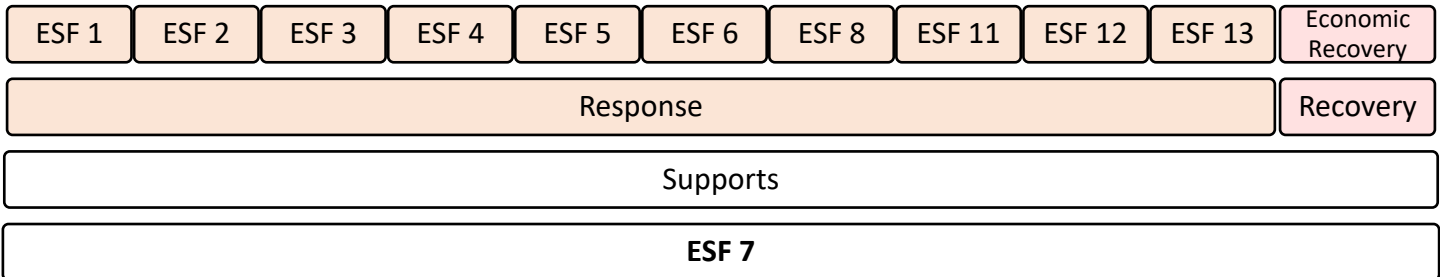 ESF 1 ESF 2 ESF 3 ESF 4 ESF 5 ESF 6 ESF 8 ESF 11 ESF 12 ESF 13 Economic
Recovery
Response Recovery
Supports
ESF 7